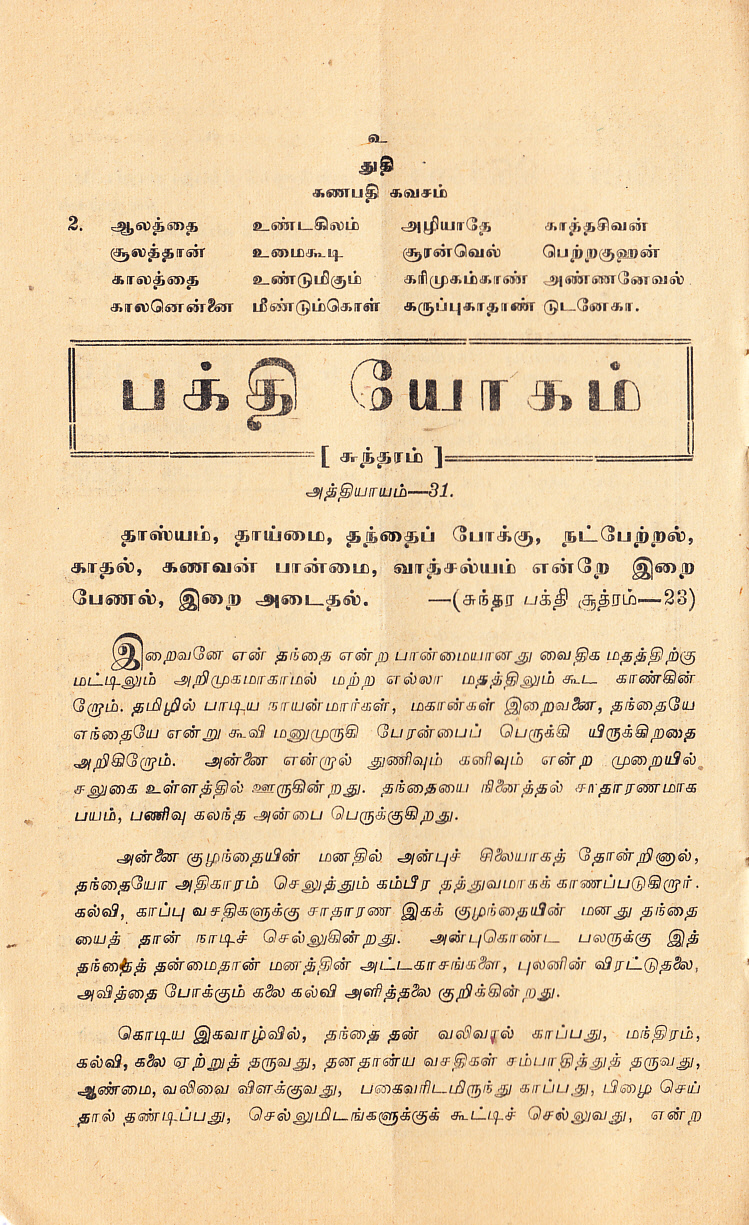 உ
துதி
கணபதி கவசம்
2. ஆலத்தை உண்டகிலம் அழியாதே காத்தசிவன்
சூலத்தான் உமைகூடி சூரன்வெல் பெற்றகுஹன்
காலத்தை உண்டுமிகும் கரிமுகம்காண் அண்ணனேவல்
காலனென்னை மீண்டும்கொள் கருப்புகாதாண் டுடனேகா.
பக்தி யோகம்
[ சுந்தரம் ]
அத்தியாயம்—31.
தாஸ்யம், தாய்மை, தந்தைப் போக்கு, நட்பேற்றல்,
காதல், கணவன் பான்மை, வாத்சல்யம் என்றே இறை
பேணல், இறை அடைதல். —(சுந்தர பக்தி சூத்ரம்—23)
இறைவனே என் தந்தை என்ற பான்மையானது வைதிக மதத்திற்கு
மட்டிலும் அறிமுகமாகாமல் மற்ற எல்லா மதத்திலும் கூட காண்கின்
றோம். தமிழில் பாடிய நாயன்மார்கள், மகான்கள் இறைவனை, தந்தையே
எந்தையே என்று கூவி மனுமுருகி பேரன்பைப் பெருக்கி யிருக்கிறதை
அறிகிறோம். அன்னை என்றால் துணிவும் கனிவும் என்ற முறையில்
சலுகை உள்ளத்தில் ஊருகின்றது. தந்தையை நினைத்தல் சாதாரணமாக
பயம், பணிவு கலந்த அன்பை பெருக்குகிறது.
அன்னை குழந்தையின் மனதில் அன்புச் சிலையாகத் தோன்றினால்,
தந்தையோ அதிகாரம் செலுத்தும் கம்பீர தத்துவமாகக் காணப்படுகிறார்.
கல்வி, காப்பு வசதிகளுக்கு சாதாரண இகக் குழந்தையின் மனது தந்தை
யைத் தான் நாடிச் செல்லுகின்றது. அன்புகொண்ட பலருக்கு இத்
தந்தைத் தன்மைதான் மனத்தின் அட்டகாசங்களை, புலனின் விரட்டுதலை,
அவித்தை போக்கும் கலை கல்வி அளித்தலை குறிக்கின்றது.
கொடிய இகவாழ்வில், தந்தை தன் வலிவால் காப்பது, மந்திரம்,
கல்வி, கலை ஏற்றுத் தருவது, தனதான்ய வசதிகள் சம்பாதித்துத் தருவது,
ஆண்மை, வலிவை விளக்குவது, பகைவரிடமிருந்து காப்பது, பிழை செய்
தால் தண்டிப்பது, செல்லுமிடங்களுக்குக் கூட்டிச் செல்லுவது, என்ற